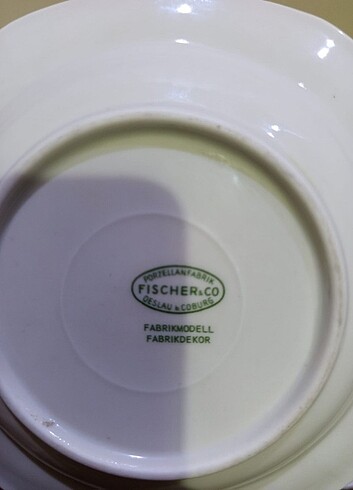 PORZELLANFABRIK
FISCHER & CO
OESLAU & COBURG
FABRIKMODELL
FABRIKDEKOR